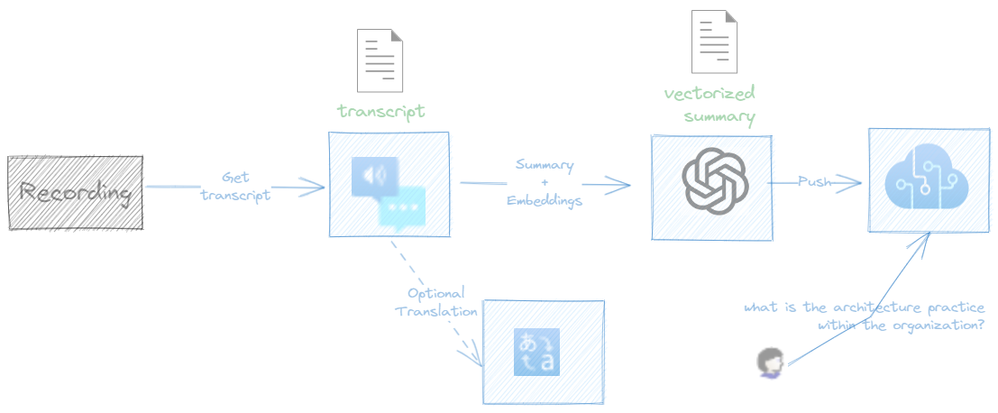 transcript
vectorized
summary
Recording
Get
transcript
Summary
+
Embeddings
Push
Optional
Translation
あ
a
what is the architecture practice
within the organization?